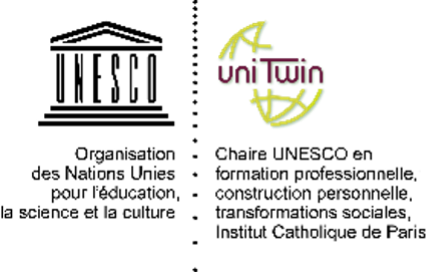 UNESCO
Organisation
des Nations Unies
pour l'éducation,
la science et la culture
uniTwin
Chaire UNESCO en
formation professionnelle,
construction personnelle,
transformations sociales,
Institut Catholique de Paris